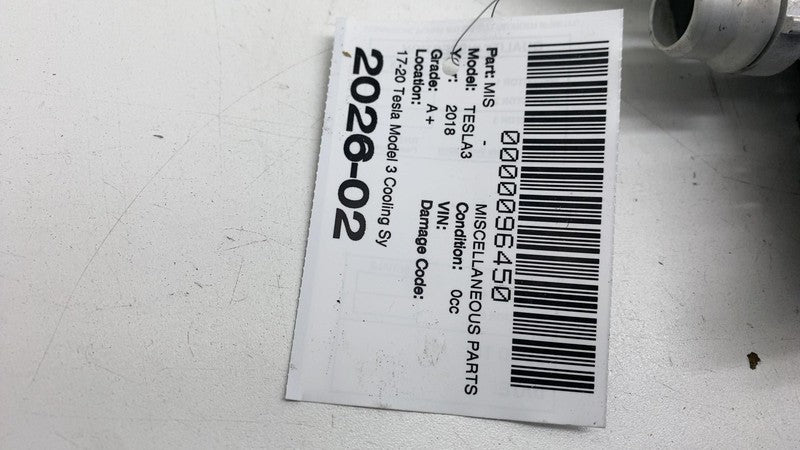 0000096450
Part: MIS - MISCELLANEOUS PARTS
Model: TESLA3 Condition: 0cc
Year: 2018 VIN:
Grade: A+ Damage Code:
Location:
17-20 Tesla Model 3 Cooling Sy
2026-02